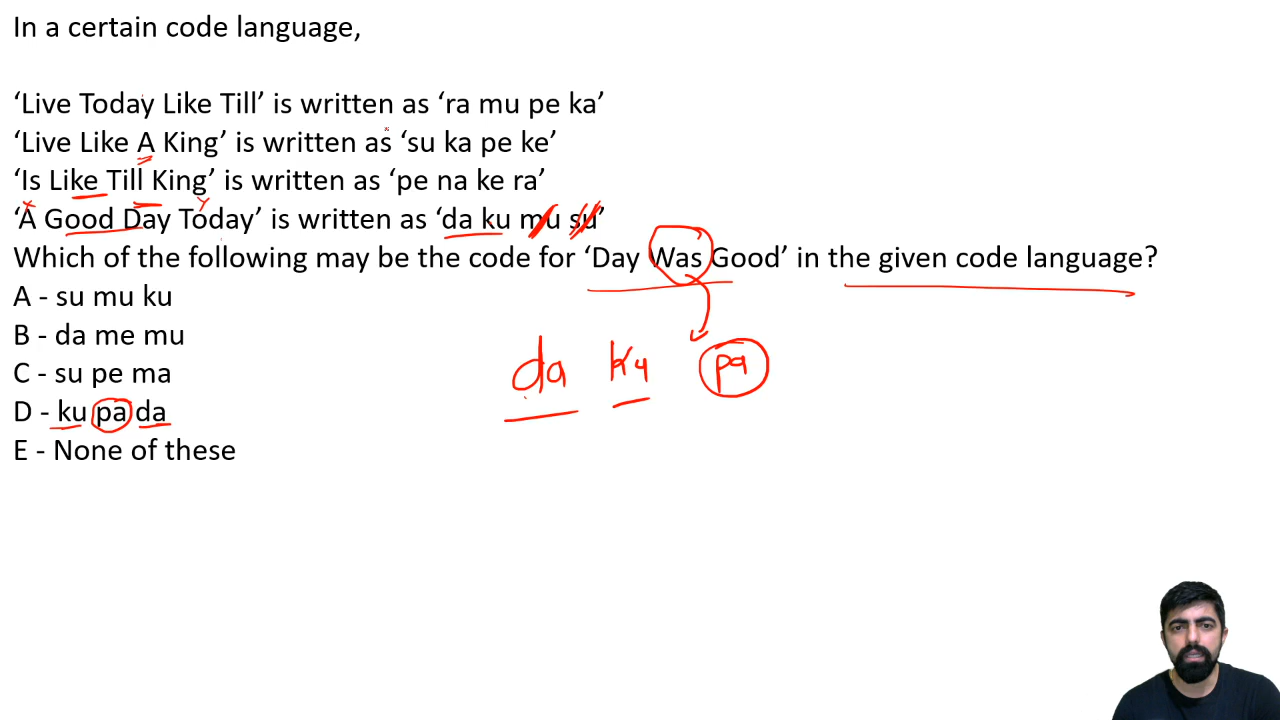 In a certain code language,
‘Live Today Like Till’ is written as ‘ra mu pe ka’
‘Live Like A King’ is written as ‘su ka pe ke’
‘Is Like Till King’ is written as ‘pe na ke ra’
‘A Good Day Today’ is written as ‘da ku mu su’
Which of the following may be the code for ‘Day Was Good’ in the given code language?
A - su mu ku
B - da me mu
C - su pe ma
D - ku pa da
E - None of these
da ku pa